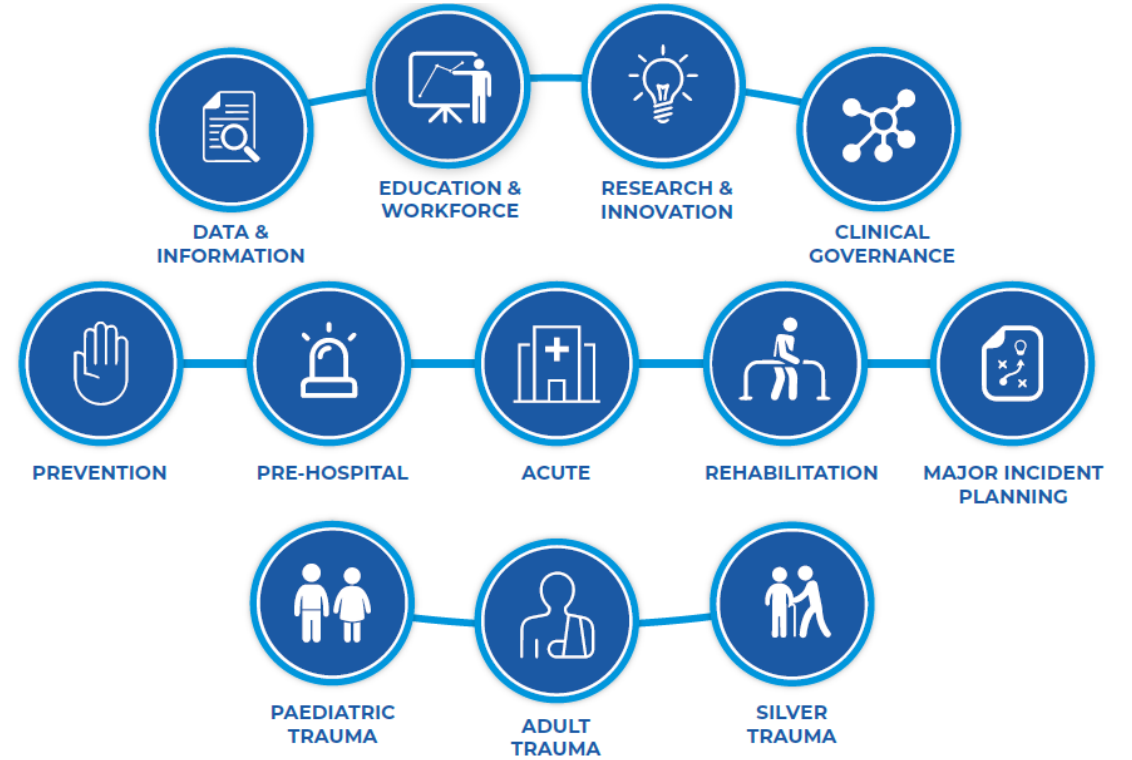 EDUCATION &
WORKFORCE
RESEARCH &
INNOVATION
DATA &
INFORMATION
CLINICAL
GOVERNANCE
PREVENTION
PRE-HOSPITAL
ACUTE
REHABILITATION
MAJOR INCIDENT
PLANNING
PAEDIATRIC
TRAUMA
ADULT
TRAUMA
SILVER
TRAUMA